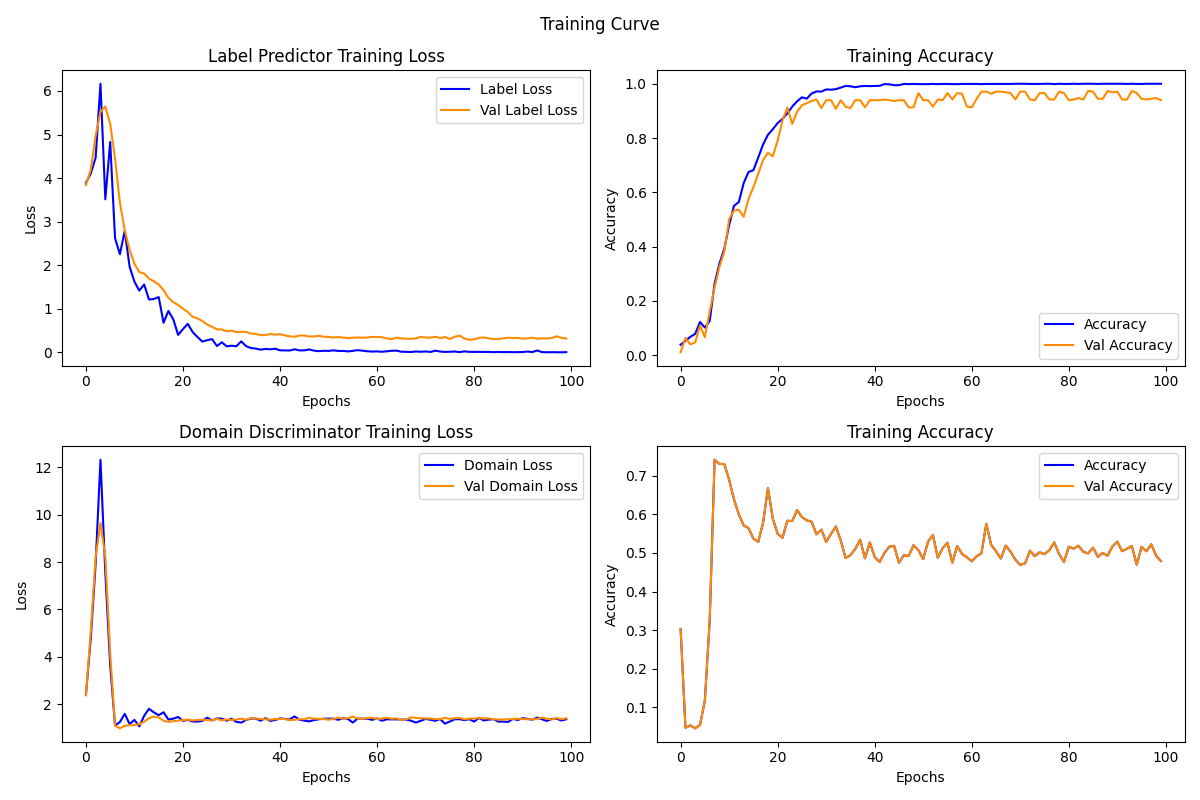 Training Curve
Label Predictor Training Loss
Label Loss
Val Label Loss
Loss
6
5
4
3
2
1
0
0 20 40 60 80 100
Epochs
Training Accuracy
Accuracy
Val Accuracy
Accuracy
1.0
0.8
0.6
0.4
0.2
0.0
0 20 40 60 80 100
Epochs
Domain Discriminator Training Loss
Domain Loss
Val Domain Loss
Loss
12
10
8
6
4
2
0 20 40 60 80 100
Epochs
Training Accuracy
Accuracy
Val Accuracy
Accuracy
0.7
0.6
0.5
0.4
0.3
0.2
0.1
0 20 40 60 80 100
Epochs